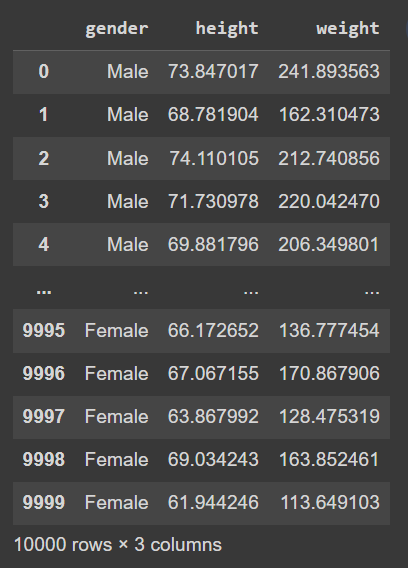 gender height weight
0 Male 73.847017 241.893563
1 Male 68.781904 162.310473
2 Male 74.110105 212.740856
3 Male 71.730978 220.042470
4 Male 69.881796 206.349801
... ... ... ...
9995 Female 66.172652 136.777454
9996 Female 67.067155 170.867906
9997 Female 63.867992 128.475319
9998 Female 69.034243 163.852461
9999 Female 61.944246 113.649103
10000 rows × 3 columns